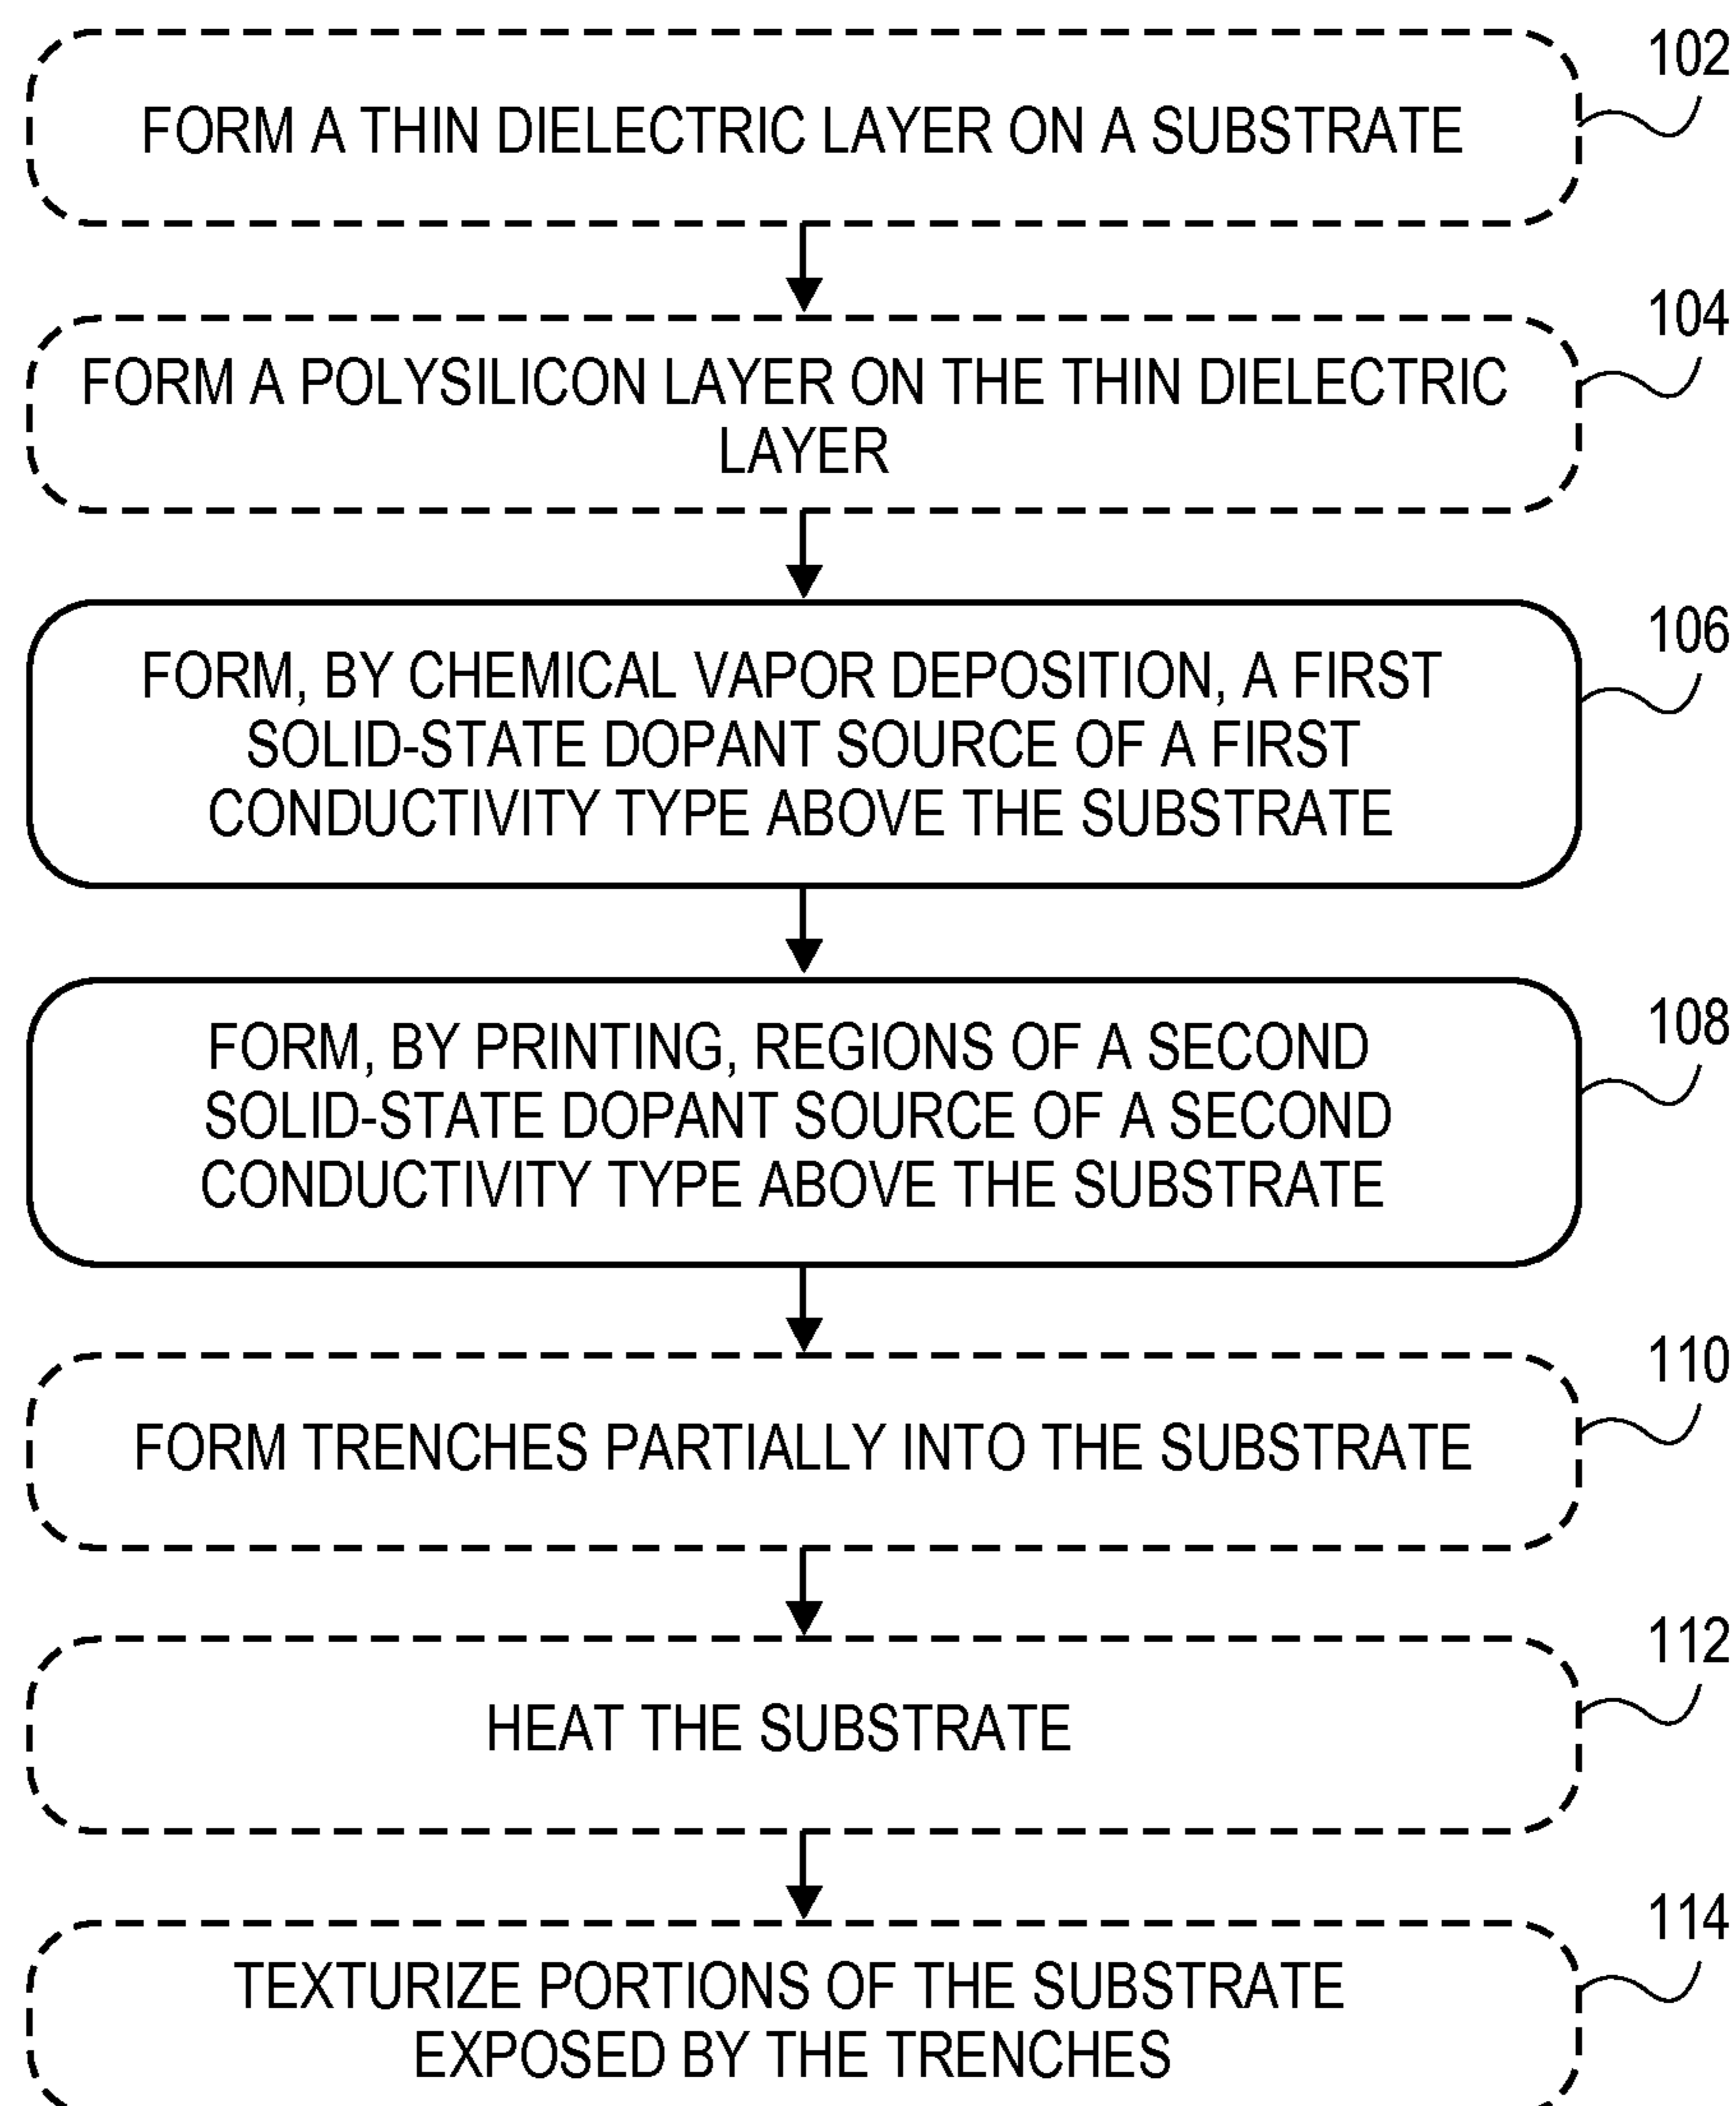 102
FORM A THIN DIELECTRIC LAYER ON A SUBSTRATE
104
FORM A POLYSILICON LAYER ON THE THIN DIELECTRIC
LAYER
106
FORM, BY CHEMICAL VAPOR DEPOSITION, A FIRST
SOLID-STATE DOPANT SOURCE OF A FIRST
CONDUCTIVITY TYPE ABOVE THE SUBSTRATE
108
FORM, BY PRINTING, REGIONS OF A SECOND
SOLID-STATE DOPANT SOURCE OF A SECOND
CONDUCTIVITY TYPE ABOVE THE SUBSTRATE
110
FORM TRENCHES PARTIALLY INTO THE SUBSTRATE
112
HEAT THE SUBSTRATE
114
TEXTURIZE PORTIONS OF THE SUBSTRATE
EXPOSED BY THE TRENCHES